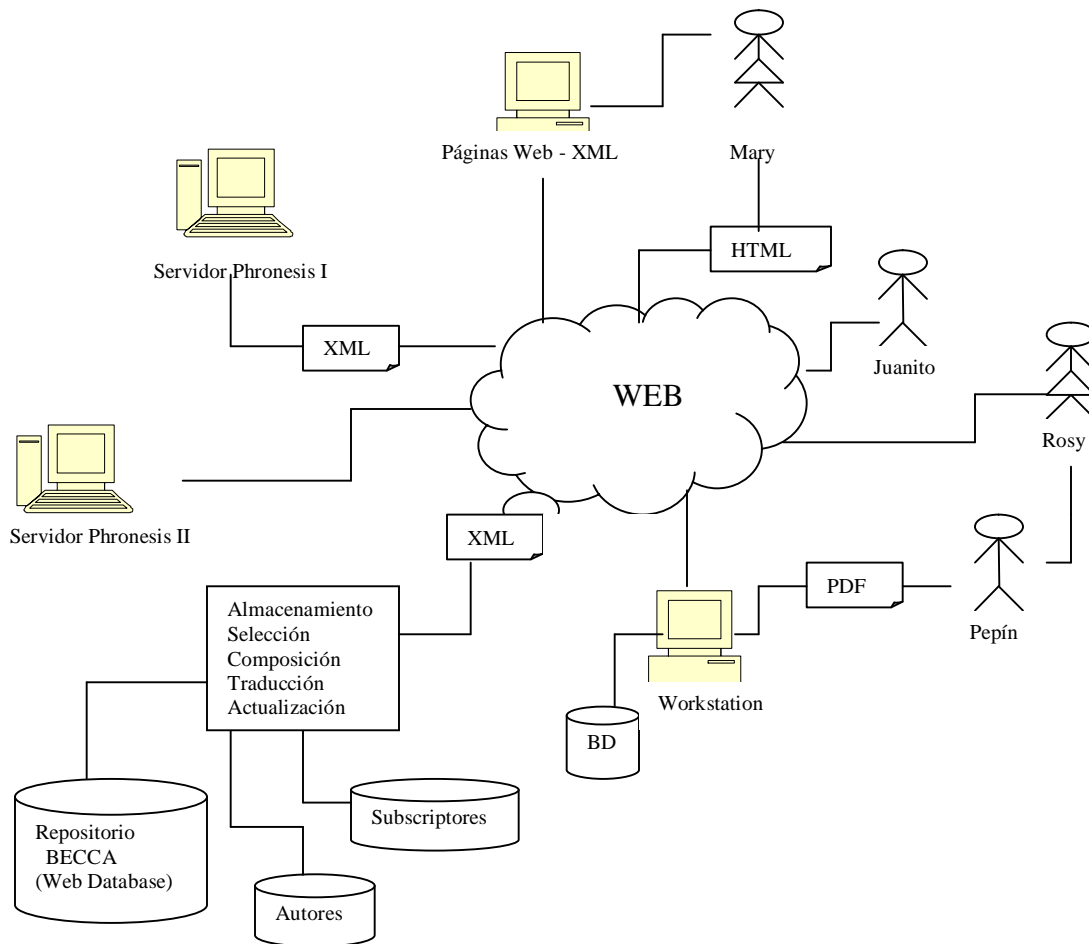 Páginas Web - XML
Mary
HTML
Servidor Phronesis I
XML
Juanito
WEB
Rosy
Servidor Phronesis II
XML
PDF
Pepín
Almacenamiento
Selección
Composición
Traducción
Actualización
Workstation
BD
Subscriptores
Repositorio
BECCA
(Web Database)
Autores